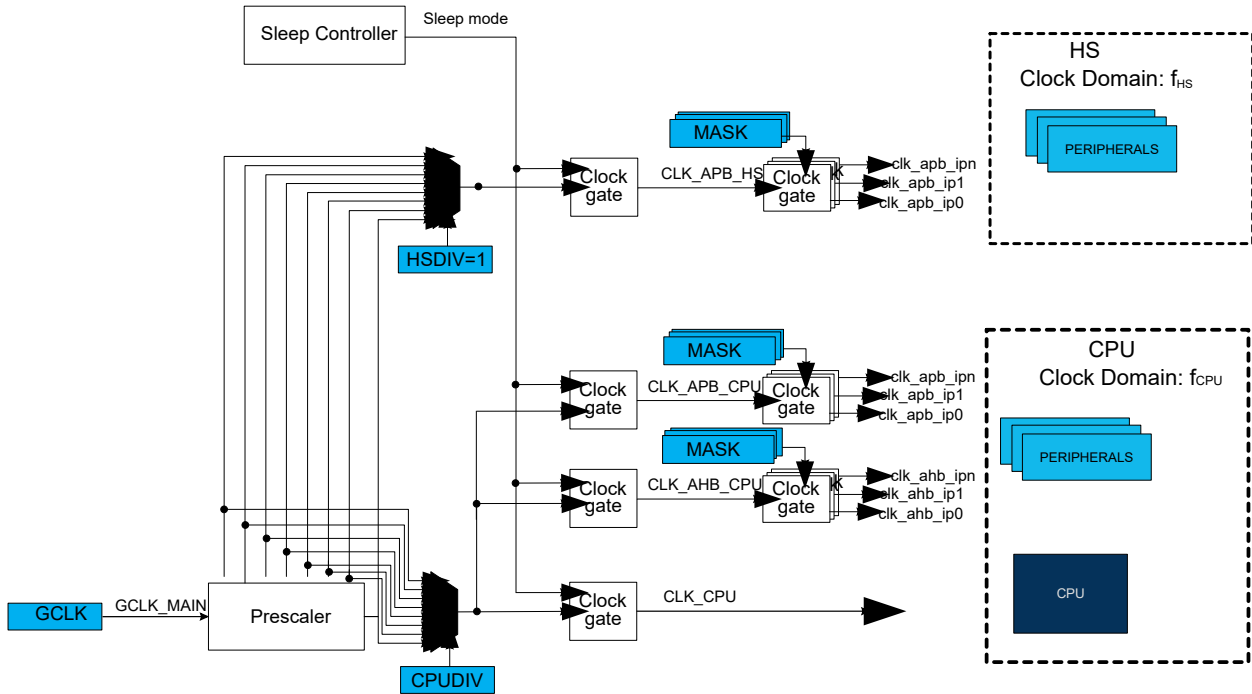 Sleep Controller
Sleep mode
HS
Clock Domain: fHS
PERIPHERALS
MASK
Clock
gate
CLK_APB_HS
Clock
gate
K
clk_apb_ipn
clk_apb_ip1
clk_apb_ip0
HSDIV=1
CPU
Clock Domain: fCPU
PERIPHERALS
CPU
MASK
Clock
gate
CLK_APB_CPU
Clock
gate
clk_apb_ipn
clk_apb_ip1
clk_apb_ip0
MASK
Clock
gate
CLK_AHB_CPU
Clock
gate
K
clk_ahb_ipn
clk_ahb_ip1
clk_ahb_ip0
GCLK
GCLK_MAIN
Prescaler
Clock
gate
CLK_CPU
CPUDIV